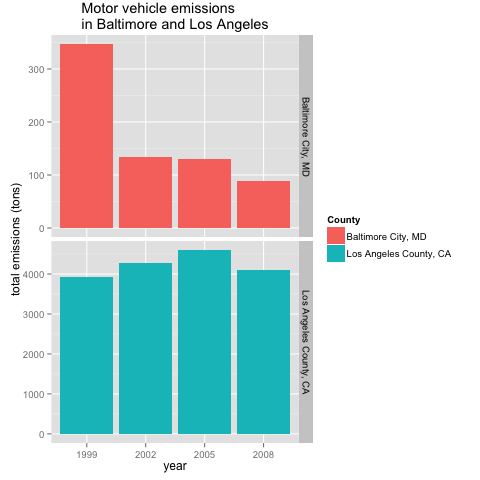 Motor vehicle emissions
in Baltimore and Los Angeles
total emissions (tons)
300
200
100
0
Baltimore City, MD
4000
3000
2000
1000
0
Los Angeles County, CA
1999 2002 2005 2008
year
County
Baltimore City, MD
Los Angeles County, CA